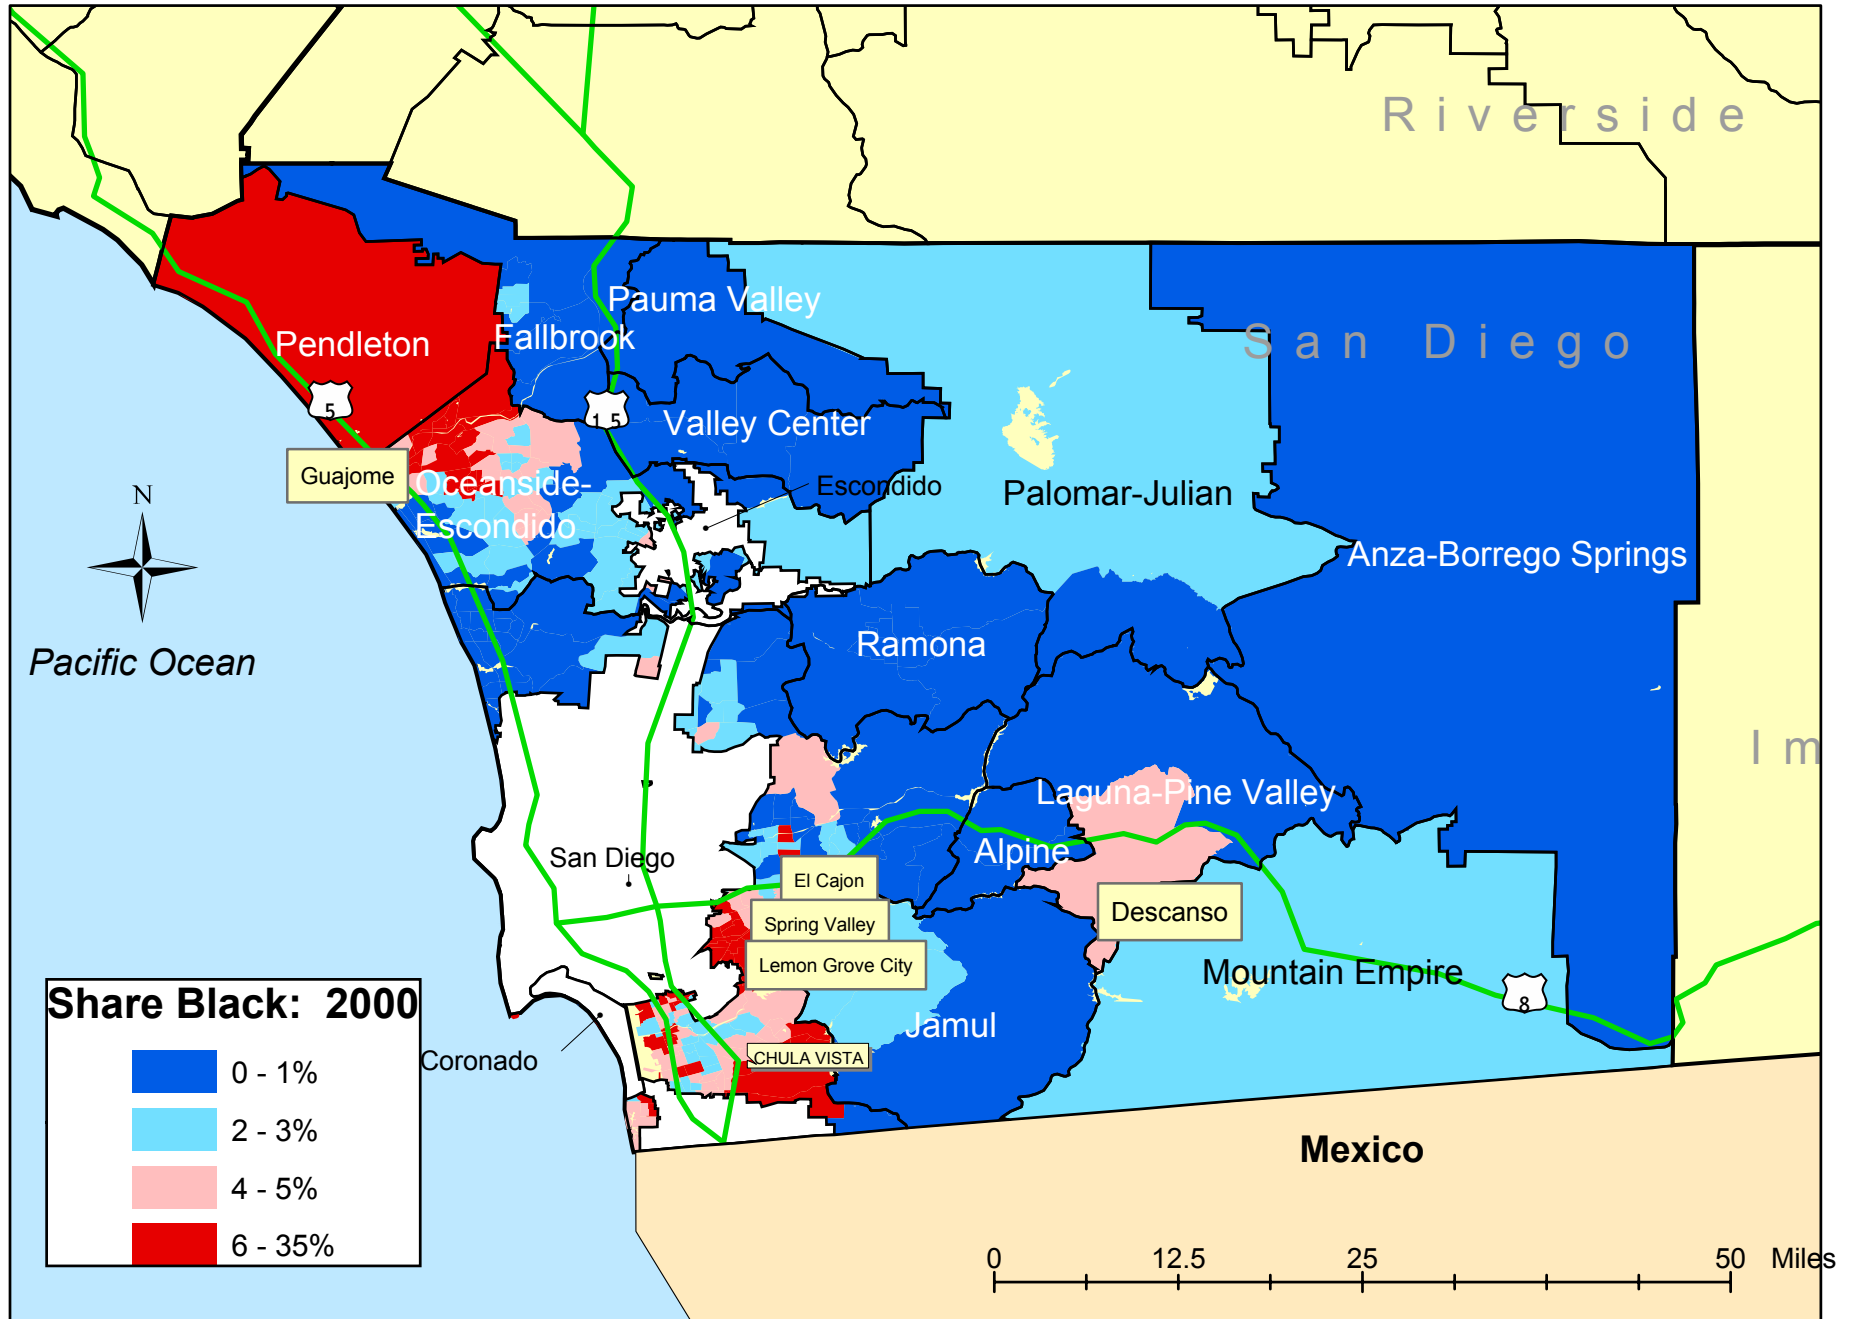 Riverside
San Diego
Pauma Valley
Fallbrook
Pendleton
5
15
Valley Center
Guajome
Oceanside-
Escondido
Escondido
Palomar-Julian
N
Anza-Borrego Springs
Pacific Ocean
Ramona
Im
Laguna-Pine Valley
Alpine
San Diego
El Cajon
Descanso
Spring Valley
Lemon Grove City
Mountain Empire
8
Jamul
CHULA VISTA
Coronado
Share Black: 2000
0 - 1%
2 - 3%
4 - 5%
6 - 35%
Mexico
0 12.5 25 50 Miles